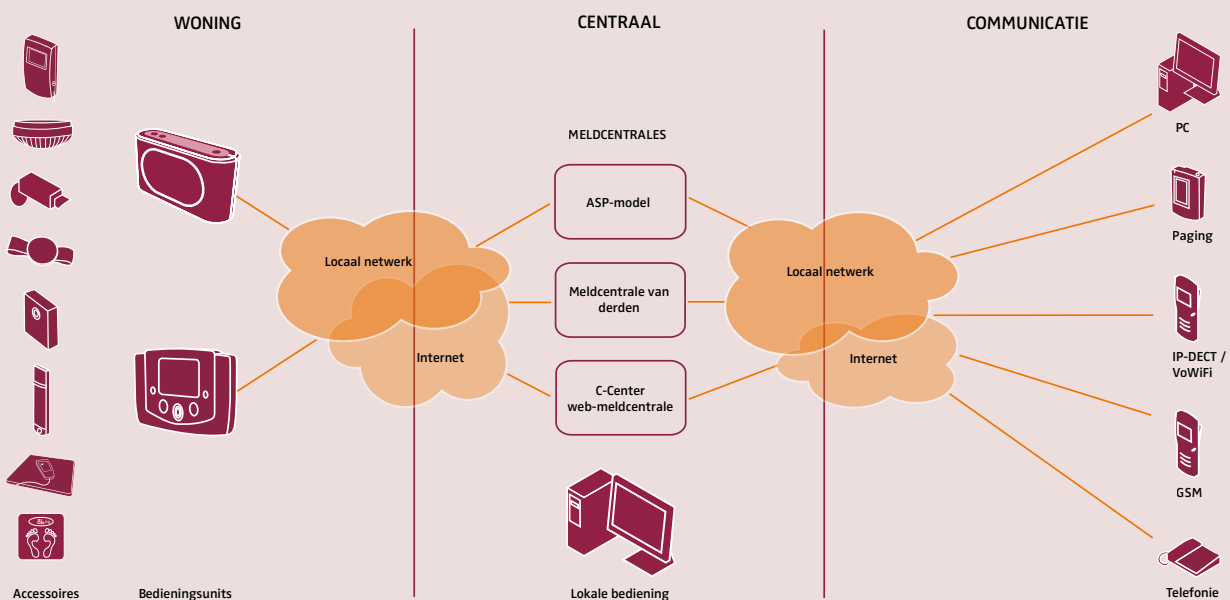 WONING
CENTRAAL
COMMUNICATIE
MELDCENTRALES
ASP-model
Locaal netwerk
Meldcentrale van
derden
Internet
C-Center
web-meldcentrale
Locaal netwerk
Internet
PC
Paging
IP-DECT /
VoWiFi
GSM
Accessoires
Bedieningsunits
Lokale bediening
Telefonie